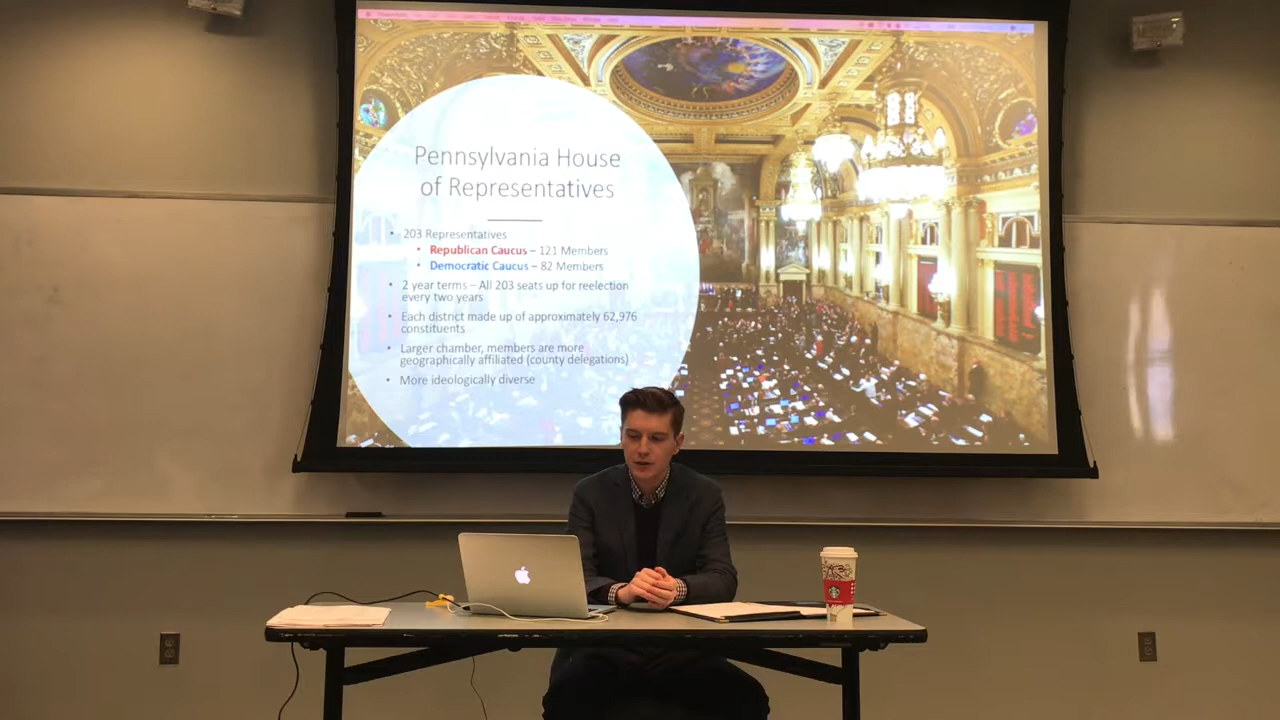 Pennsylvania House
of Representatives
• 203 Representatives
• Republican Caucus – 121 Members
• Democratic Caucus – 82 Members
• 2 year terms – All 203 seats up for reelection
every two years
• Each district made up of approximately 62,976
constituents
• Larger chamber, members are more
geographically affiliated (county delegations)
• More ideologically diverse